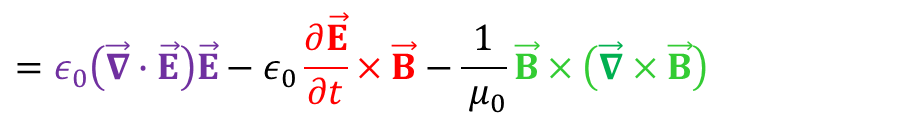 = ϵ₀(∇⃗ · E⃗)E⃗ − ϵ₀ ∂E⃗/∂t × B⃗ − 1/μ₀ B⃗ × (∇⃗ × B⃗)